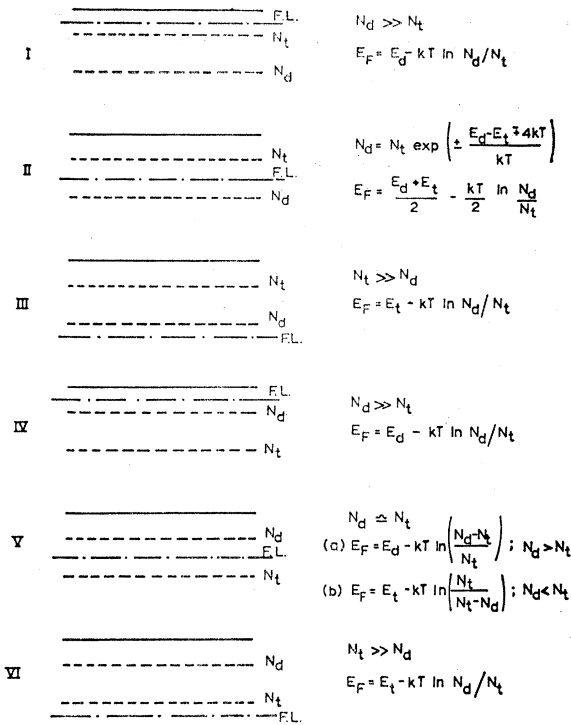 F.L.
N_t
I
N_d
N_d >> N_t
E_F = E_d - kT ln N_d/N_t
N_t
II
F.L.
N_d
N_d = N_t exp (± (E_d-E_t ∓ 4kT)/kT)
E_F = (E_d + E_t)/2 - kT/2 ln N_d/N_t
N_t
III
N_d
F.L.
N_t >> N_d
E_F = E_t - kT ln N_d/N_t
F.L.
N_d
IV
N_t
N_d >> N_t
E_F = E_d - kT ln N_d/N_t
N_d
V
F.L.
N_t
N_d ≃ N_t
(a) E_F = E_d - kT ln ((N_d-N_t)/N_t) ; N_d > N_t
(b) E_F = E_t - kT ln (N_t/(N_t-N_d)) ; N_d < N_t
N_d
VI
N_t
F.L.
N_t >> N_d
E_F = E_t - kT ln N_d/N_t